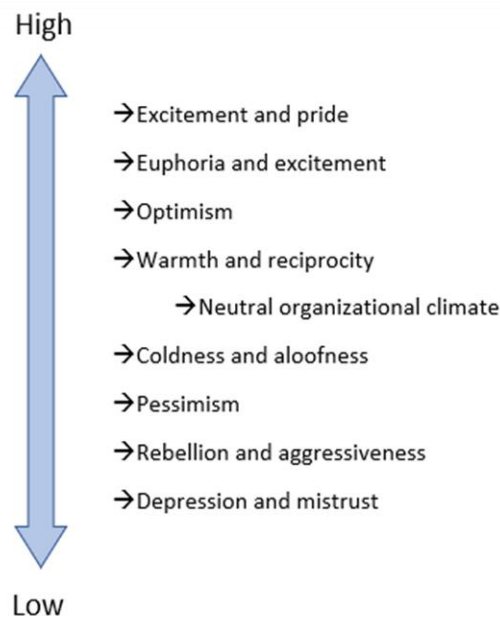 High
→Excitement and pride
→Euphoria and excitement
→Optimism
→Warmth and reciprocity
→Neutral organizational climate
→Coldness and aloofness
→Pessimism
→Rebellion and aggressiveness
→Depression and mistrust
Low